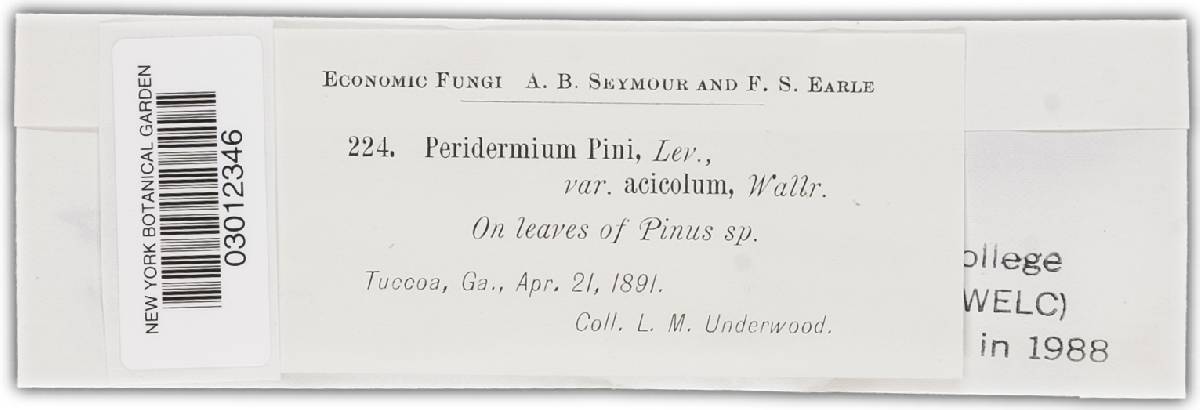 NEW YORK BOTANICAL GARDEN
03012346
ECONOMIC FUNGI A. B. SEYMOUR AND F. S. EARLE
224. Peridermium Pini, Lev.,
var. acicolum, Wallr.
On leaves of Pinus sp.
Tuccoa, Ga., Apr. 21, 1891.
Coll. L. M. Underwood.
ollege
WELC)
in 1988